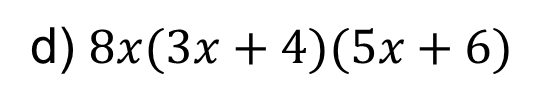 d) 8x(3x + 4)(5x + 6)